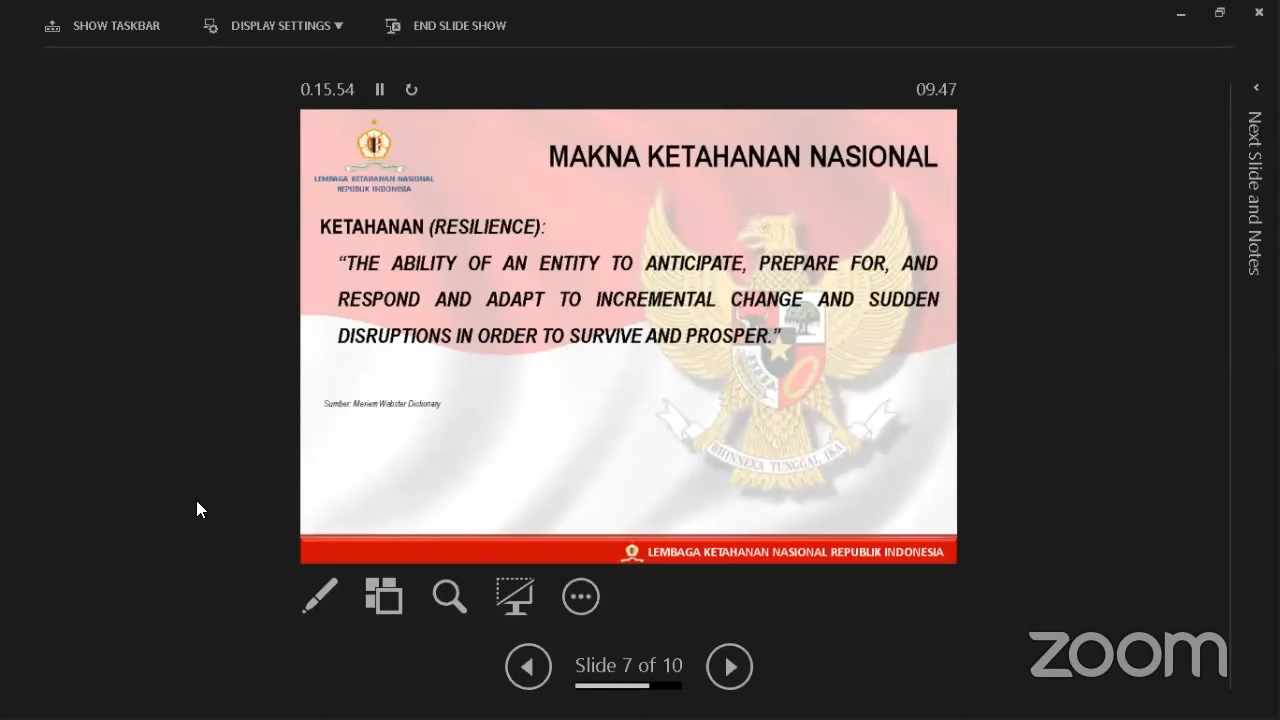 SHOW TASKBAR
DISPLAY SETTINGS
END SLIDE SHOW
0.15.54
09.47
LEMBAGA KETAHANAN NASIONAL
REPUBLIK INDONESIA
MAKNA KETAHANAN NASIONAL
KETAHANAN (RESILIENCE):
“THE ABILITY OF AN ENTITY TO ANTICIPATE, PREPARE FOR, AND
RESPOND AND ADAPT TO INCREMENTAL CHANGE AND SUDDEN
DISRUPTIONS IN ORDER TO SURVIVE AND PROSPER.”
Sumber: Meriem Webster Dictionary
BHINNEKA TUNGGAL IKA
LEMBAGA KETAHANAN NASIONAL REPUBLIK INDONESIA
Next Slide and Notes
Slide 7 of 10
zoom